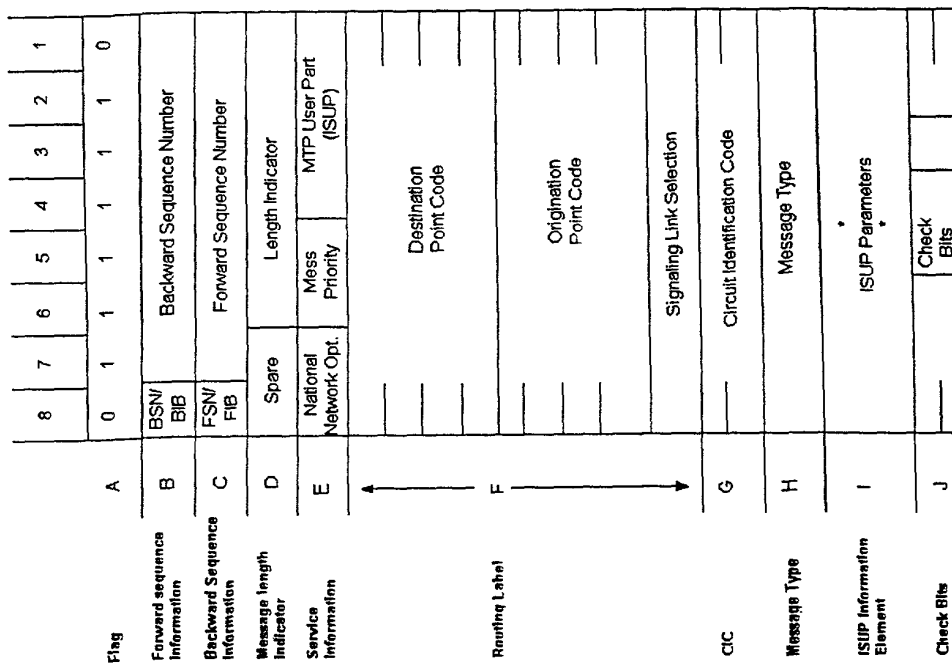 8 7 6 5 4 3 2 1
Flag A 0 1 1 1 1 1 1 0
Forward sequence
Information
B
BSN/
BIB
Backward Sequence Number
Backward Sequence
Information
C
FSN/
FIB
Forward Sequence Number
Message length
Indicator
D
Spare
Length Indicator
Service
Information
E
National
Network Opt.
Mess
Priority
MTP User Part
(ISUP)
Routing Label
F
Destination
Point Code
Origination
Point Code
Signaling Link Selection
CIC
G
Circuit Identification Code
Message Type
H
Message Type
ISUP Information
Element
I
*
ISUP Parameters
*
Check Bits
J
Check
Bits